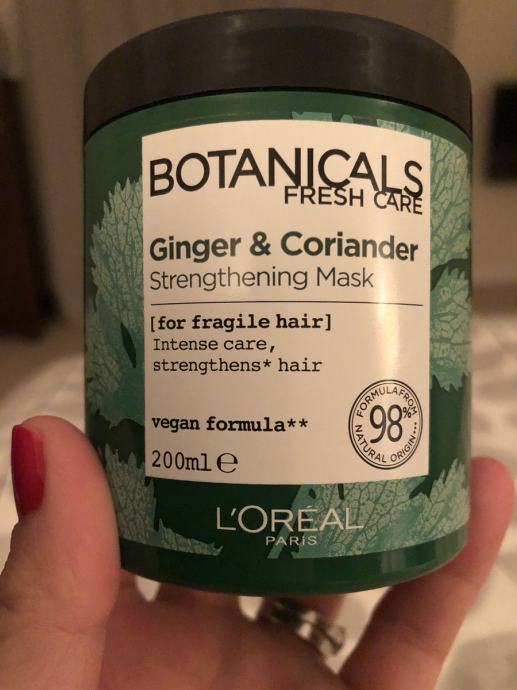 BOTANICALS
FRESH CARE
Ginger & Coriander
Strengthening Mask
[for fragile hair]
Intense care,
strengthens* hair
vegan formula**
200ml ℮
FORMULA FROM
98%
NATURAL ORIGIN...
L'ORÉAL
PARIS